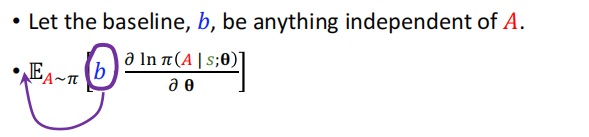 • Let the baseline, b, be anything independent of A.
• 𝔼_{A∼π} [b ∂ ln π(A | s;θ) / ∂ θ]